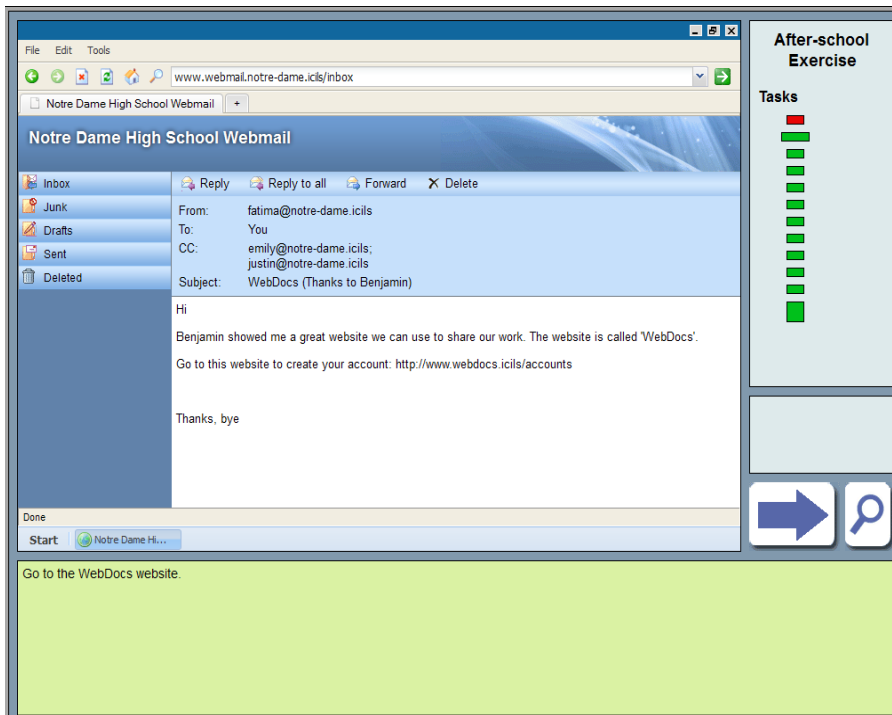 File Edit Tools
www.webmail.notre-dame.icils/inbox
Notre Dame High School Webmail +
Notre Dame High School Webmail
Inbox
Junk
Drafts
Sent
Deleted
Reply Reply to all Forward Delete
From: fatima@notre-dame.icils
To: You
CC: emily@notre-dame.icils;
justin@notre-dame.icils
Subject: WebDocs (Thanks to Benjamin)
Hi
Benjamin showed me a great website we can use to share our work. The website is called 'WebDocs'.
Go to this website to create your account: http://www.webdocs.icils/accounts
Thanks, bye
Done
Start Notre Dame Hi...
After-school
Exercise
Tasks
Go to the WebDocs website.